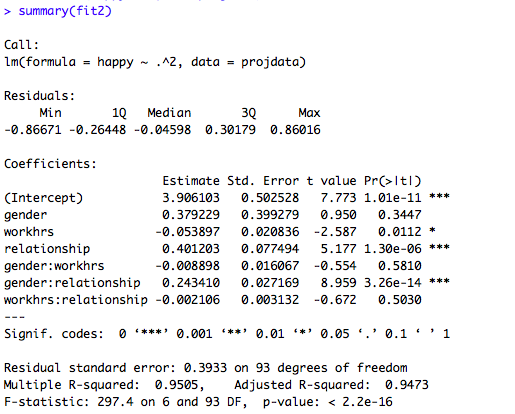 > summary(fit2)

Call:
lm(formula = happy ~ .^2, data = projdata)

Residuals:
     Min       1Q   Median       3Q      Max
-0.86671 -0.26448 -0.04598  0.30179  0.86016

Coefficients:
                      Estimate Std. Error t value Pr(>|t|)
(Intercept)           3.906103   0.502528   7.773 1.01e-11 ***
gender                0.379229   0.399279   0.950   0.3447
workhrs              -0.053897   0.020836  -2.587   0.0112 *
relationship          0.401203   0.077494   5.177 1.30e-06 ***
gender:workhrs       -0.008898   0.016067  -0.554   0.5810
gender:relationship   0.243410   0.027169   8.959 3.26e-14 ***
workhrs:relationship -0.002106   0.003132  -0.672   0.5030
---
Signif. codes:  0 ‘***’ 0.001 ‘**’ 0.01 ‘*’ 0.05 ‘.’ 0.1 ‘ ’ 1

Residual standard error: 0.3933 on 93 degrees of freedom
Multiple R-squared:  0.9505,    Adjusted R-squared:  0.9473
F-statistic: 297.4 on 6 and 93 DF,  p-value: < 2.2e-16